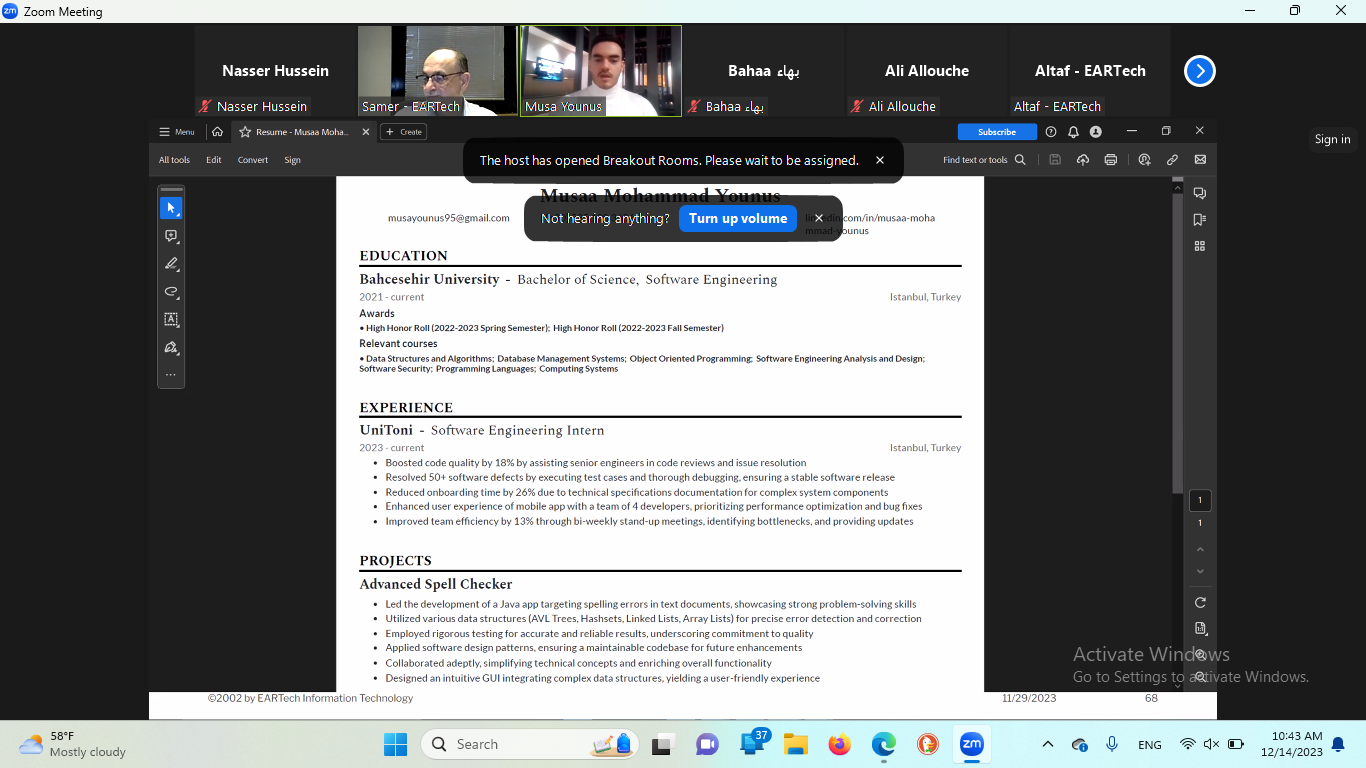 zm Zoom Meeting
Nasser Hussein
Nasser Hussein
Samer - EARTech
Musa Younus
Bahaa بهاء
Bahaa بهاء
Ali Allouche
Ali Allouche
Altaf - EARTech
Altaf - EARTech
Menu
Resume - Musaa Moha...
Create
Subscribe
Sign in
All tools
Edit
Convert
Sign
Find text or tools
The host has opened Breakout Rooms. Please wait to be assigned.
Not hearing anything?
Turn up volume
Musaa Mohammad Younus
musayounus95@gmail.com
linkedin.com/in/musaa-moha
mmad-younus
EDUCATION
Bahcesehir University - Bachelor of Science, Software Engineering
2021 - current
Istanbul, Turkey
Awards
• High Honor Roll (2022-2023 Spring Semester); High Honor Roll (2022-2023 Fall Semester)
Relevant courses
• Data Structures and Algorithms; Database Management Systems; Object Oriented Programming; Software Engineering Analysis and Design;
Software Security; Programming Languages; Computing Systems
EXPERIENCE
UniToni - Software Engineering Intern
2023 - current
Istanbul, Turkey
• Boosted code quality by 18% by assisting senior engineers in code reviews and issue resolution
• Resolved 50+ software defects by executing test cases and thorough debugging, ensuring a stable software release
• Reduced onboarding time by 26% due to technical specifications documentation for complex system components
• Enhanced user experience of mobile app with a team of 4 developers, prioritizing performance optimization and bug fixes
• Improved team efficiency by 13% through bi-weekly stand-up meetings, identifying bottlenecks, and providing updates
PROJECTS
Advanced Spell Checker
• Led the development of a Java app targeting spelling errors in text documents, showcasing strong problem-solving skills
• Utilized various data structures (AVL Trees, Hashsets, Linked Lists, Array Lists) for precise error detection and correction
• Employed rigorous testing for accurate and reliable results, underscoring commitment to quality
• Applied software design patterns, ensuring a maintainable codebase for future enhancements
• Collaborated adeptly, simplifying technical concepts and enriching overall functionality
• Designed an intuitive GUI integrating complex data structures, yielding a user-friendly experience
1
1
Activate Windows
Go to Settings to activate Windows.
©2002 by EARTech Information Technology
11/29/2023
68
58°F
Mostly cloudy
Search
37
zm
ENG
10:43 AM
12/14/2023